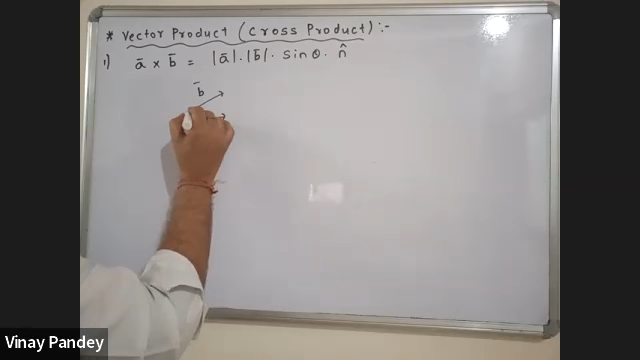 * Vector Product (Cross Product):-
1) a̅ × b̅ = |a̅|.|b̅|. Sinθ. n̂
b̅
Vinay Pandey